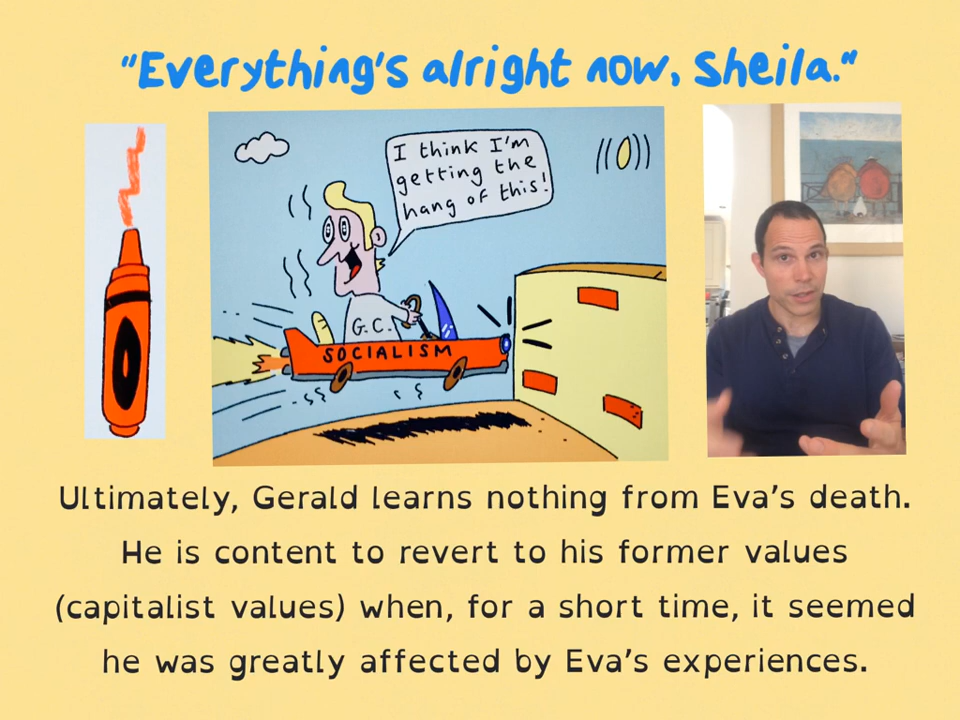 "Everything's alright now, Sheila."
I think I'm
getting the
hang of this!
G.C.
SOCIALISM
Ultimately, Gerald learns nothing from Eva's death.
He is content to revert to his former values
(capitalist values) when, for a short time, it seemed
he was greatly affected by Eva's experiences.